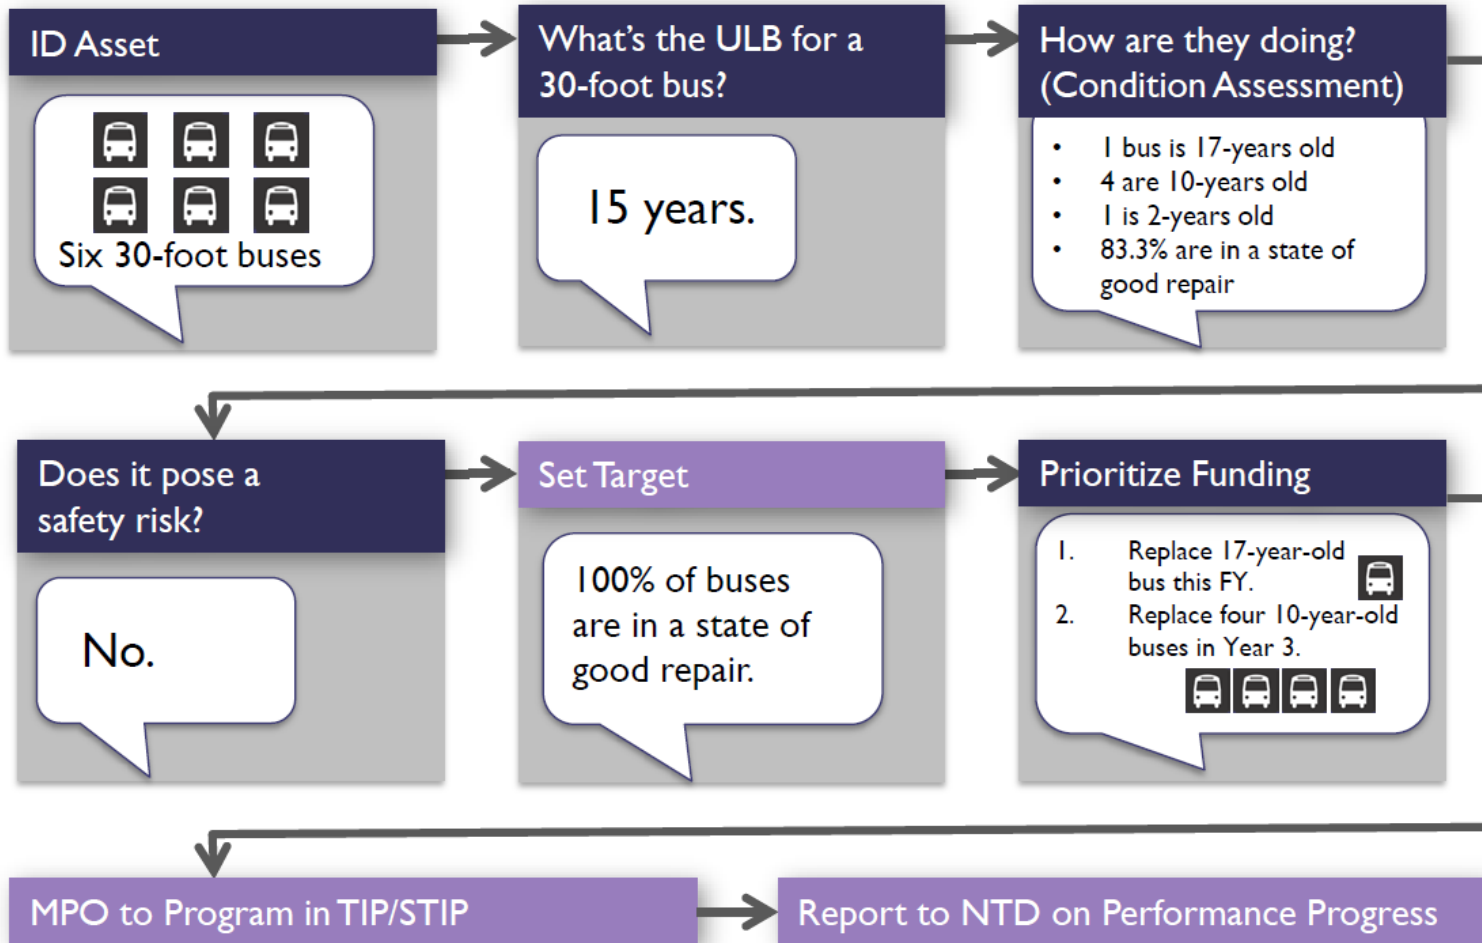 ID Asset
Six 30-foot buses
What's the ULB for a
30-foot bus?
15 years.
How are they doing?
(Condition Assessment)
• 1 bus is 17-years old
• 4 are 10-years old
• 1 is 2-years old
• 83.3% are in a state of
good repair
Does it pose a
safety risk?
No.
Set Target
100% of buses
are in a state of
good repair.
Prioritize Funding
1. Replace 17-year-old
bus this FY.
2. Replace four 10-year-old
buses in Year 3.
MPO to Program in TIP/STIP
Report to NTD on Performance Progress